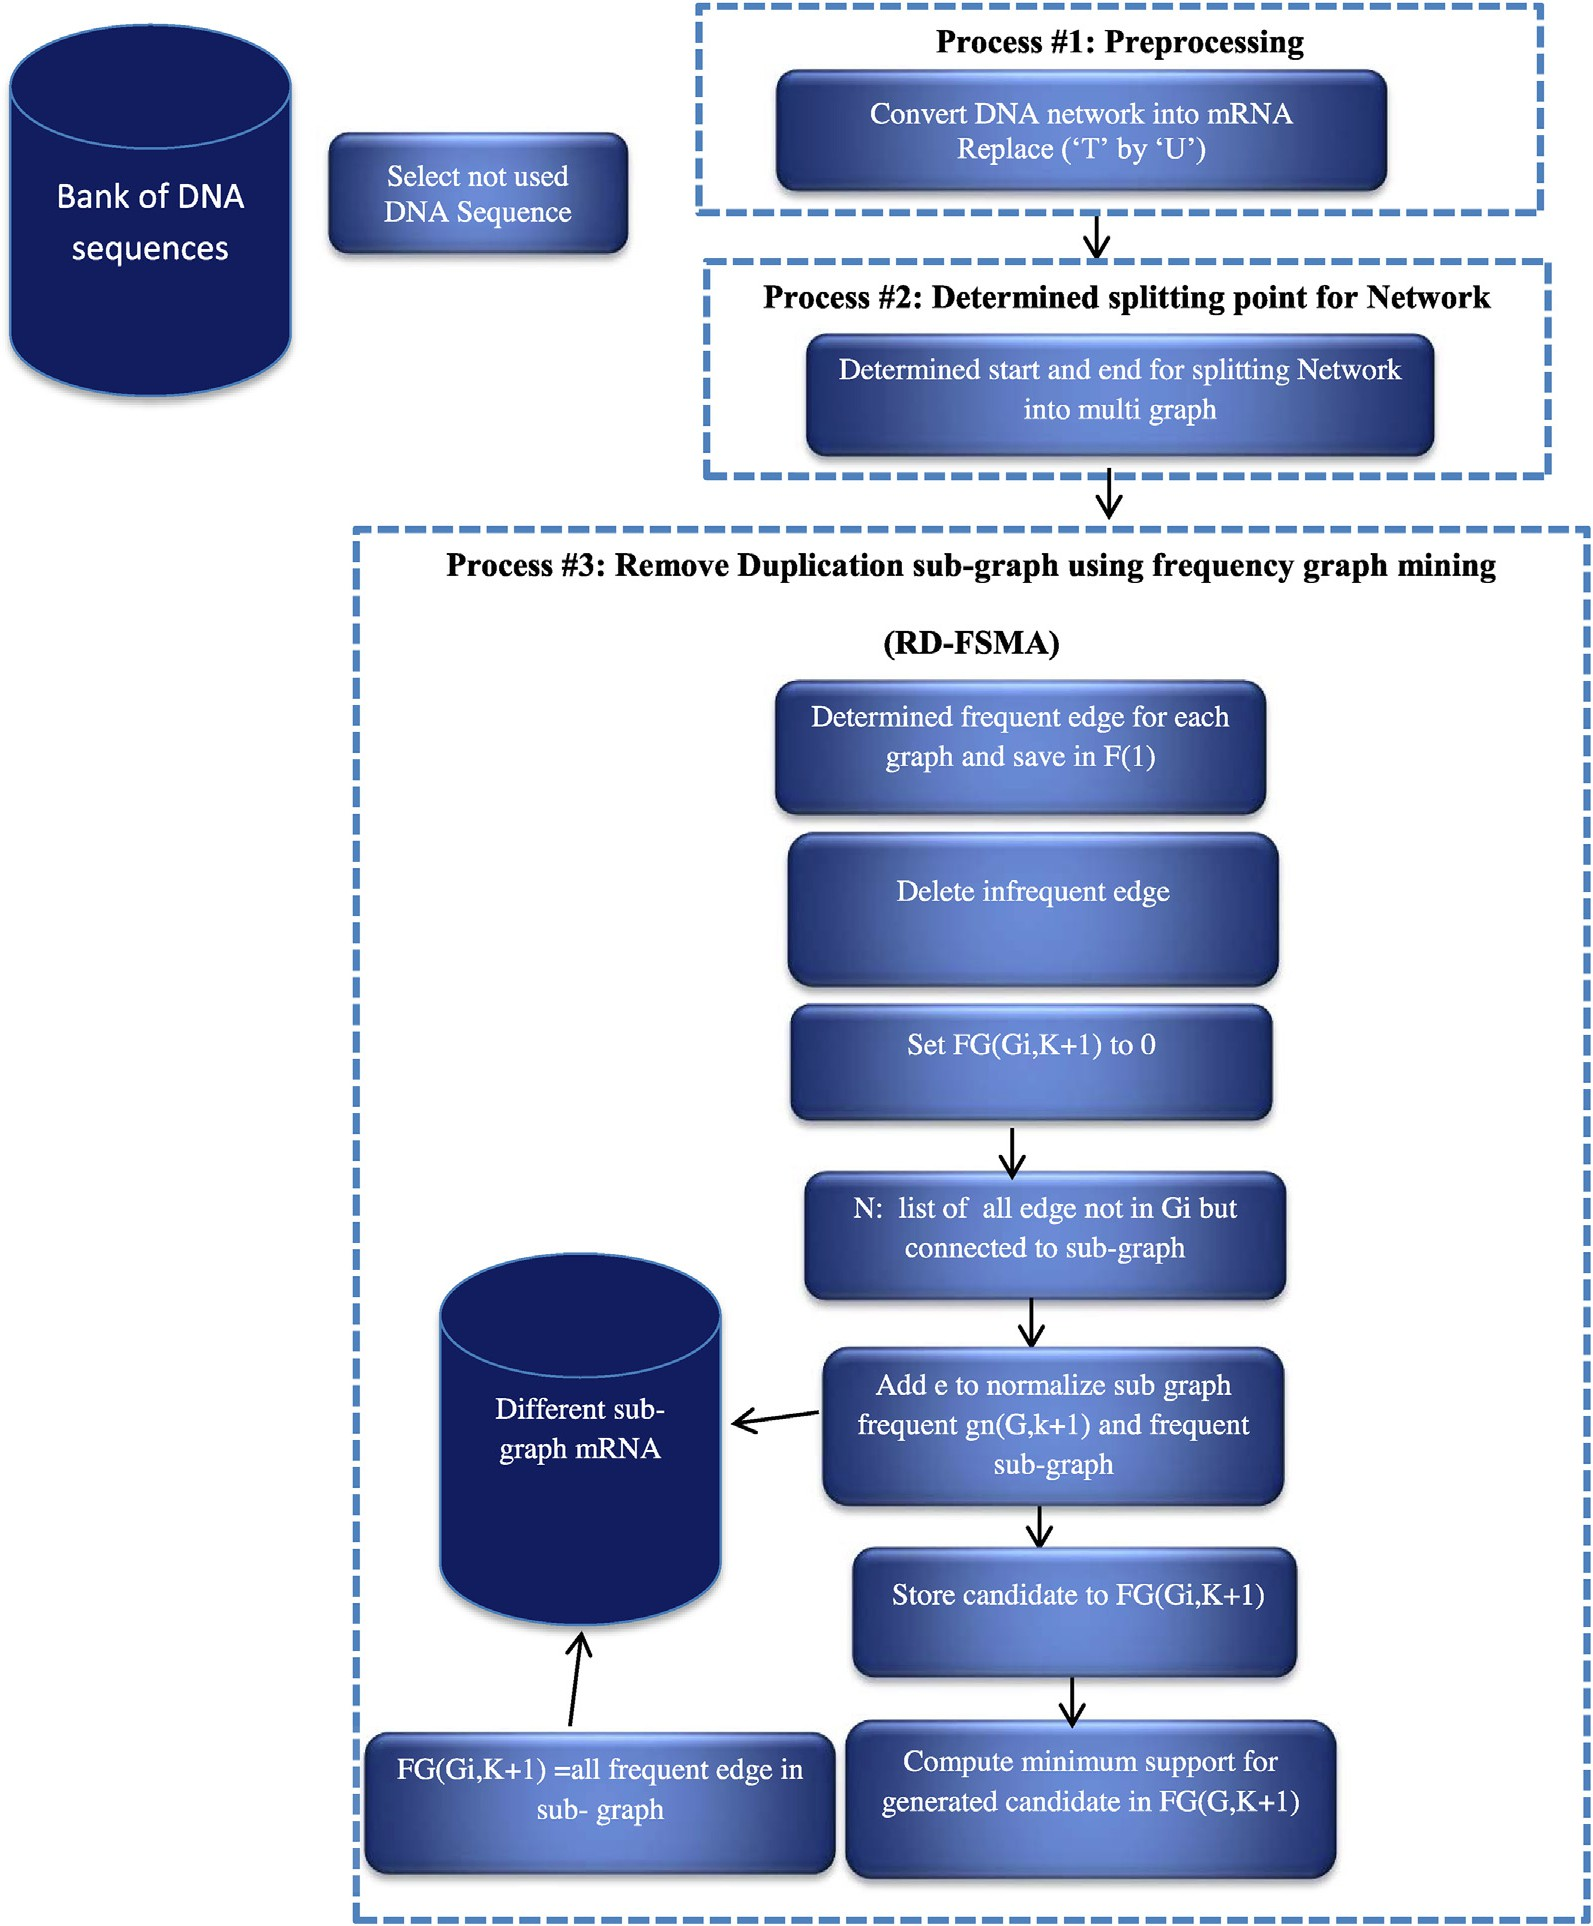 Bank of DNA
sequences
Select not used
DNA Sequence
Process #1: Preprocessing
Convert DNA network into mRNA
Replace (‘T’ by ‘U’)
Process #2: Determined splitting point for Network
Determined start and end for splitting Network
into multi graph
Process #3: Remove Duplication sub-graph using frequency graph mining
(RD-FSMA)
Determined frequent edge for each
graph and save in F(1)
Delete infrequent edge
Set FG(Gi,K+1) to 0
N:  list of  all edge not in Gi but
connected to sub-graph
Add e to normalize sub graph
frequent gn(G,k+1) and frequent
sub-graph
Different sub-
graph mRNA
Store candidate to FG(Gi,K+1)
Compute minimum support for
generated candidate in FG(G,K+1)
FG(Gi,K+1) =all frequent edge in
sub- graph